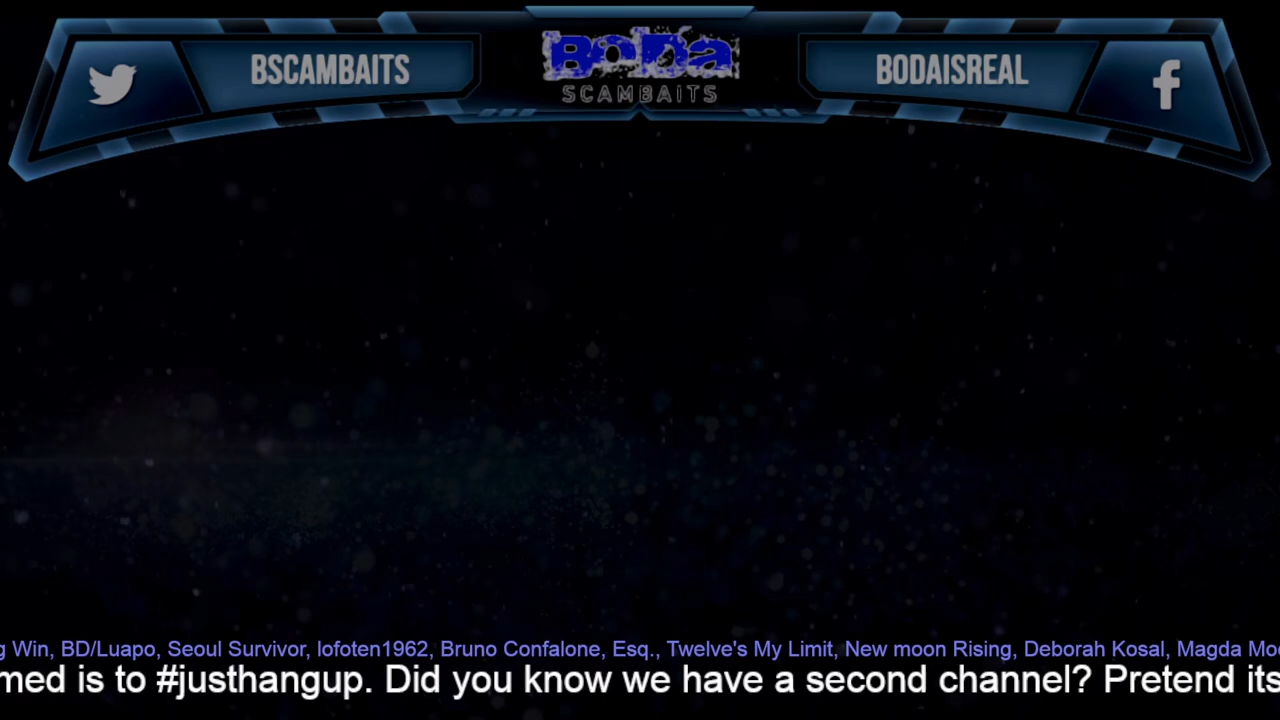 BSCAMBAITS
BoDa
SCAMBAITS
BODAISREAL
g Win, BD/Luapo, Seoul Survivor, lofoten1962, Bruno Confalone, Esq., Twelve's My Limit, New moon Rising, Deborah Kosal, Magda Mo
med is to #justhangup. Did you know we have a second channel? Pretend its